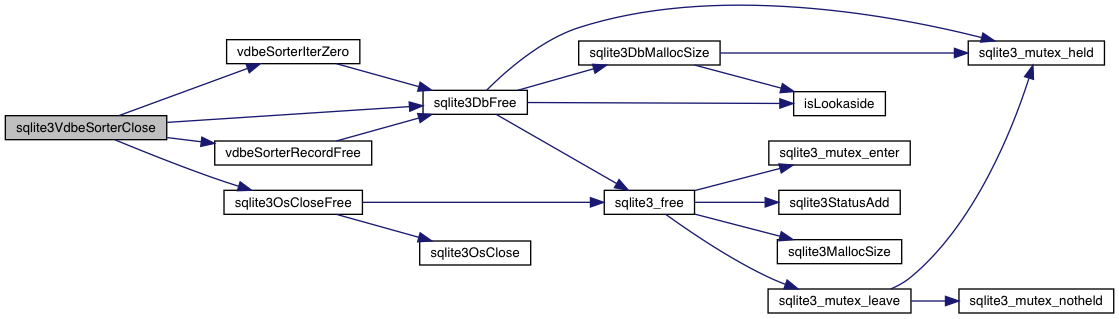 sqlite3VdbeSorterClose
vdbeSorterIterZero
sqlite3DbFree
vdbeSorterRecordFree
sqlite3OsCloseFree
sqlite3OsClose
sqlite3DbMallocSize
sqlite3_free
sqlite3_mutex_held
isLookaside
sqlite3_mutex_enter
sqlite3StatusAdd
sqlite3MallocSize
sqlite3_mutex_leave
sqlite3_mutex_notheld